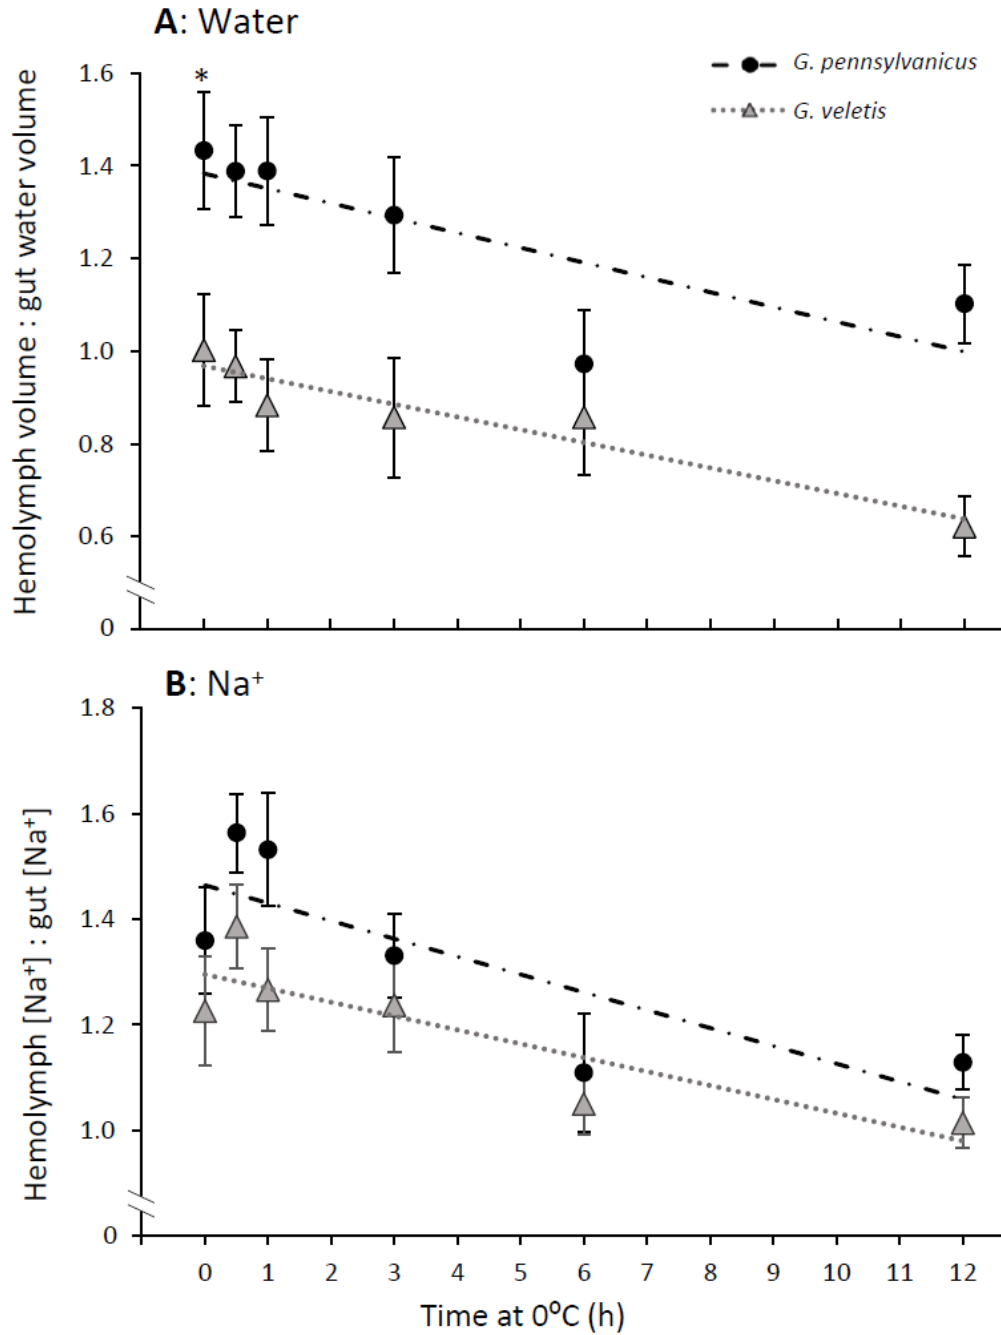 A: Water
G. pennsylvanicus
G. veletis
*
Hemolymph volume : gut water volume
1.6
1.4
1.2
1.0
0.8
0.6
0
B: Na⁺
Hemolymph [Na⁺] : gut [Na⁺]
1.8
1.6
1.4
1.2
1.0
0
0 1 2 3 4 5 6 7 8 9 10 11 12
Time at 0⁰C (h)